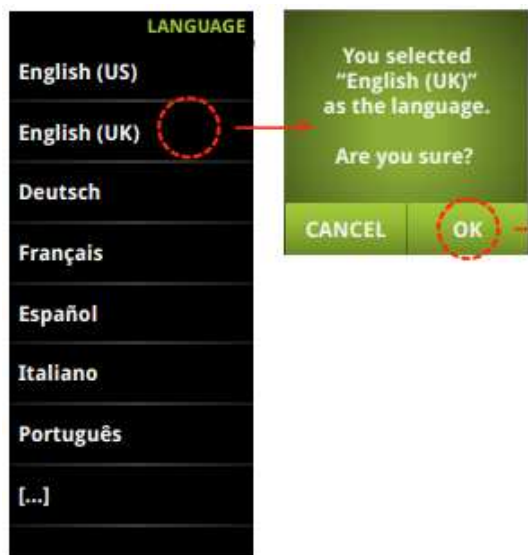 LANGUAGE
English (US)
English (UK)
Deutsch
Français
Español
Italiano
Português
[...]
You selected
“English (UK)”
as the language.
Are you sure?
CANCEL
OK